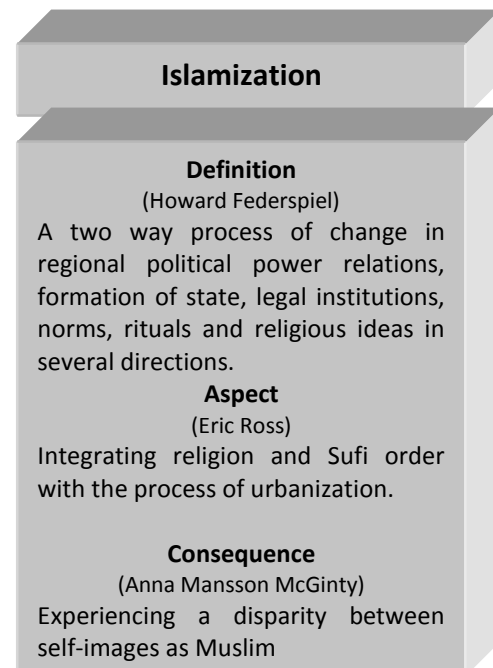 Islamization
Definition
(Howard Federspiel)
A two way process of change in
regional political power relations,
formation of state, legal institutions,
norms, rituals and religious ideas in
several directions.
Aspect
(Eric Ross)
Integrating religion and Sufi order
with the process of urbanization.
Consequence
(Anna Mansson McGinty)
Experiencing a disparity between
self-images as Muslim